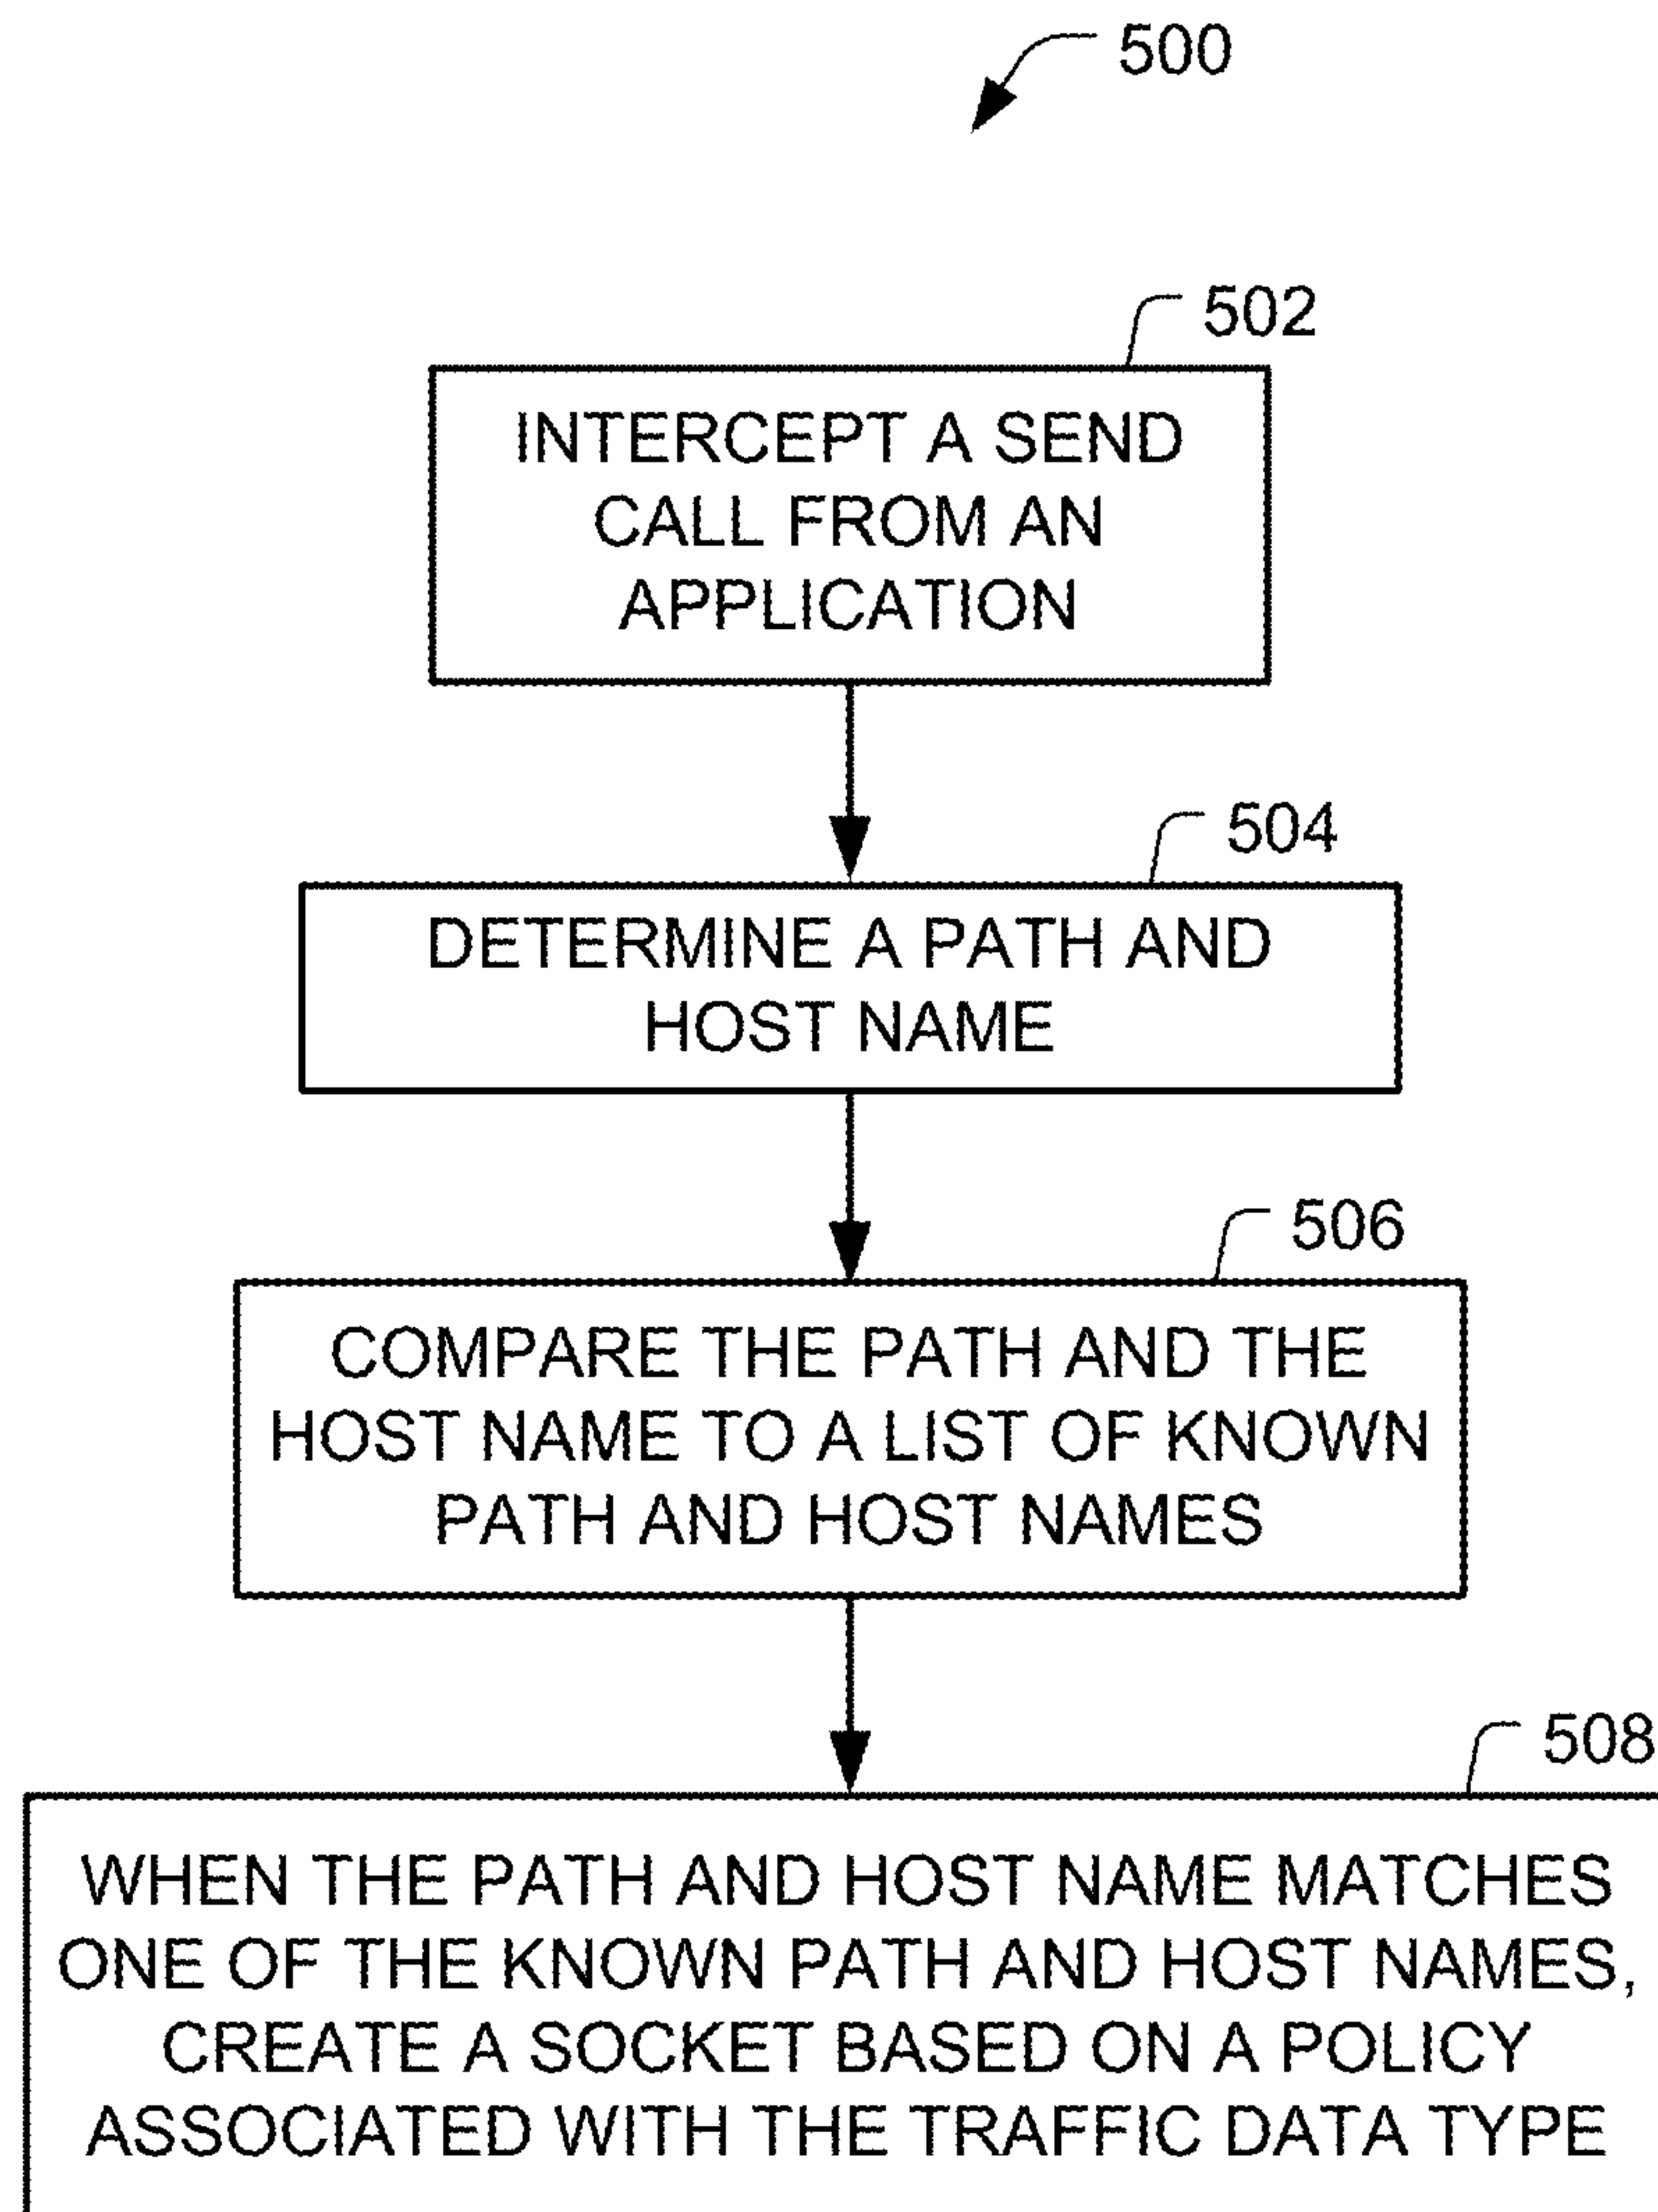 500
502
INTERCEPT A SEND
CALL FROM AN
APPLICATION
504
DETERMINE A PATH AND
HOST NAME
506
COMPARE THE PATH AND THE
HOST NAME TO A LIST OF KNOWN
PATH AND HOST NAMES
508
WHEN THE PATH AND HOST NAME MATCHES
ONE OF THE KNOWN PATH AND HOST NAMES,
CREATE A SOCKET BASED ON A POLICY
ASSOCIATED WITH THE TRAFFIC DATA TYPE